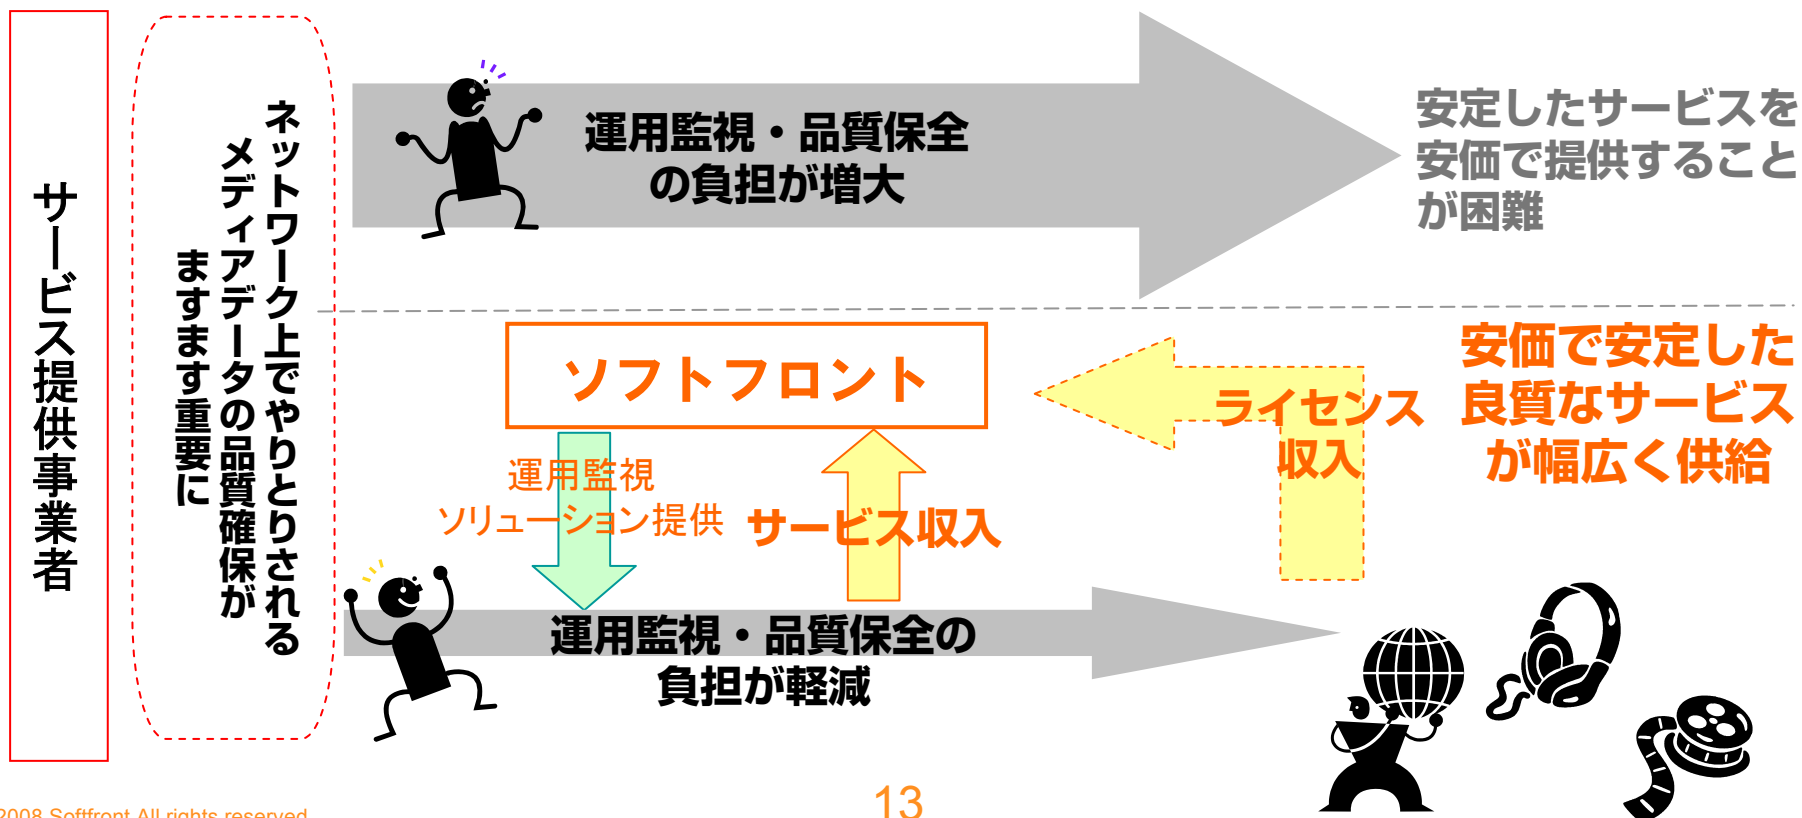 サービス提供事業者
ネットワーク上でやりとりされる
メディアデータの品質確保が
ますます重要に
運用監視・品質保全
の負担が増大
安定したサービスを
安価で提供すること
が困難
ソフトフロント
ライセンス
収入
安価で安定した
良質なサービス
が幅広く供給
運用監視
ソリューション提供
サービス収入
運用監視・品質保全の
負担が軽減
2008 Softfront All rights reserved
13